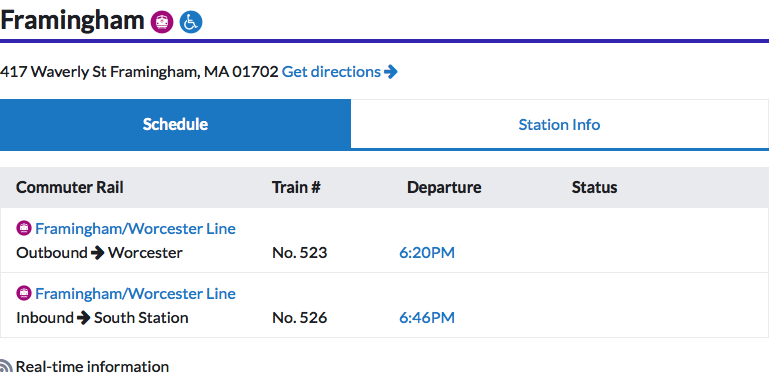 Framingham
417 Waverly St Framingham, MA 01702 Get directions
Schedule Station Info
Commuter Rail Train # Departure Status
Framingham/Worcester Line
Outbound Worcester No. 523 6:20PM
Framingham/Worcester Line
Inbound South Station No. 526 6:46PM
Real-time information